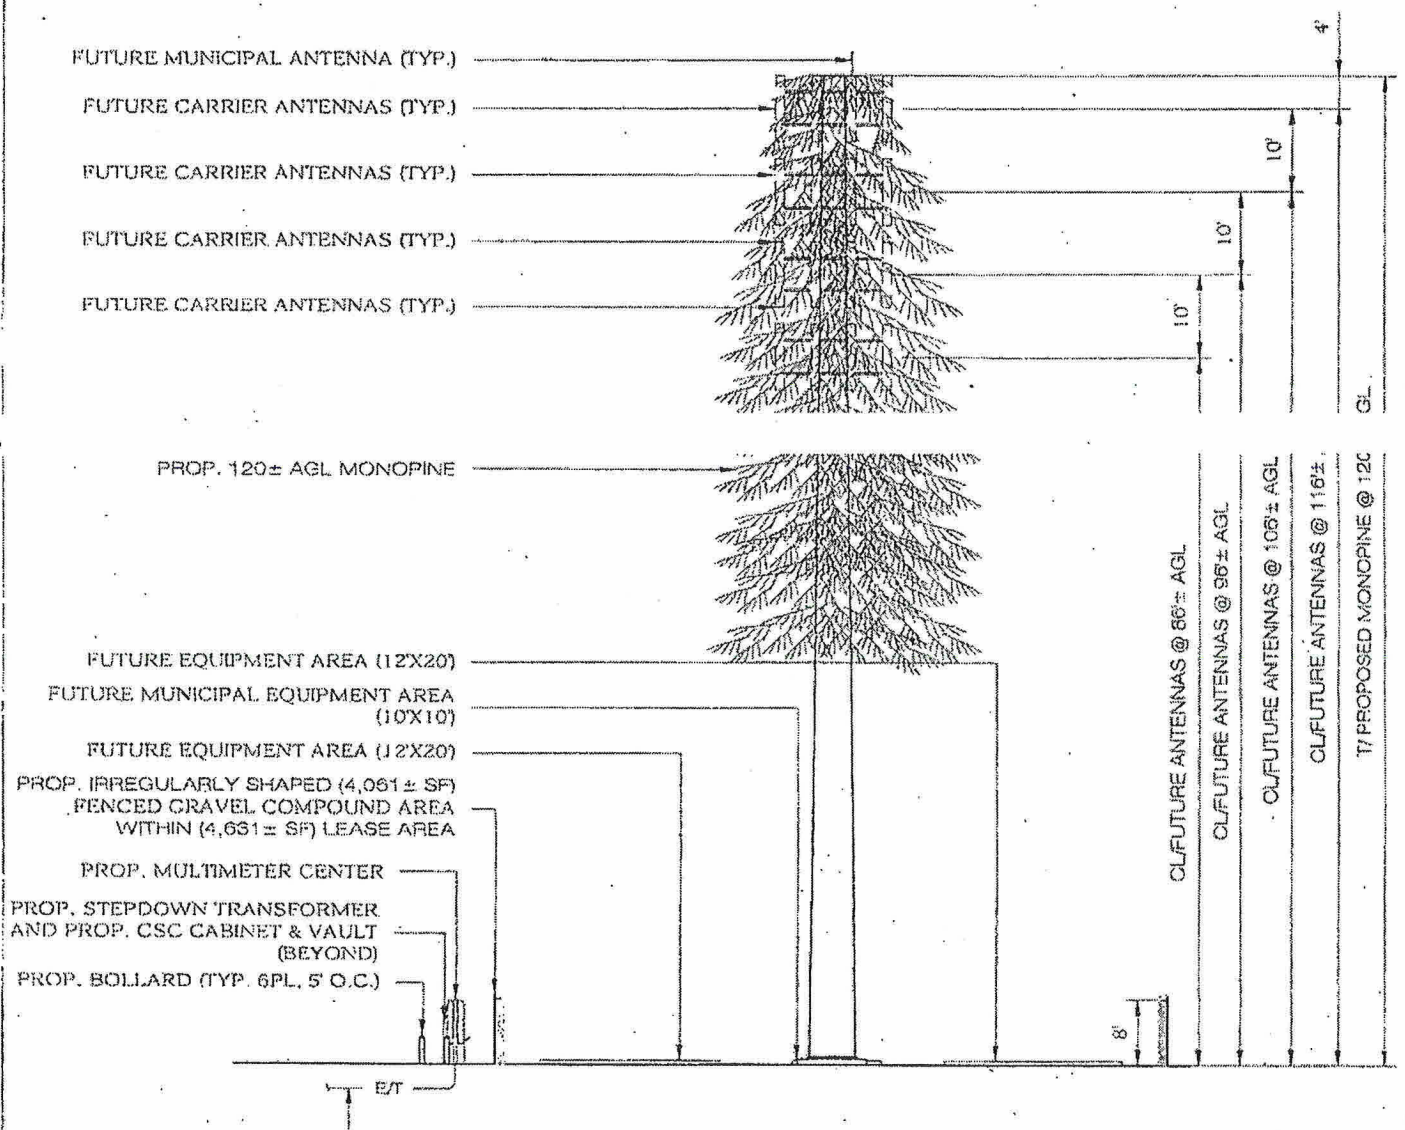 FUTURE MUNICIPAL ANTENNA (TYP.)
FUTURE CARRIER ANTENNAS (TYP.)
FUTURE CARRIER ANTENNAS (TYP.)
FUTURE CARRIER ANTENNAS (TYP.)
FUTURE CARRIER ANTENNAS (TYP.)
PROP. 120± AGL MONOPINE
FUTURE EQUIPMENT AREA (12'X20')
FUTURE MUNICIPAL EQUIPMENT AREA
(10'X10')
FUTURE EQUIPMENT AREA (12'X20')
PROP. IRREGULARLY SHAPED (4,061± SF)
FENCED GRAVEL COMPOUND AREA
WITHIN (4,631± SF) LEASE AREA
PROP. MULTIMETER CENTER
PROP. STEPDOWN TRANSFORMER
AND PROP. CSC CABINET & VAULT
(BEYOND)
PROP. BOLLARD (TYP. 6PL, 5' O.C.)
E/T
8'
10'
10'
10'
4'
CL/FUTURE ANTENNAS @ 86'± AGL
CL/FUTURE ANTENNAS @ 96'± AGL
CL/FUTURE ANTENNAS @ 106'± AGL
CL/FUTURE ANTENNAS @ 116'±
T/ PROPOSED MONOPINE @ 120
GL